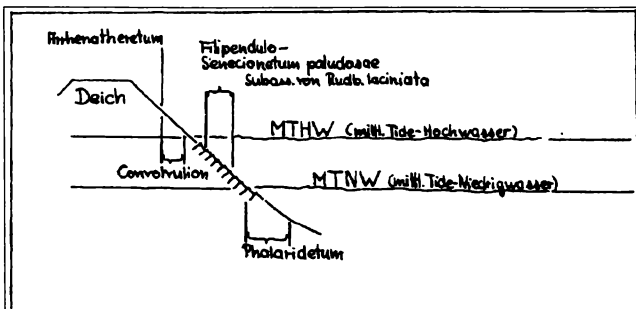 Arrhenatheretum
Filipendulo-
Senecionetum paludosae
Subass. von Rudb. laciniata
Deich
MTHW (mittl. Tide-Hochwasser)
Convolvulion
MTNW (mittl. Tide-Niedrigwasser)
Phalaridetum